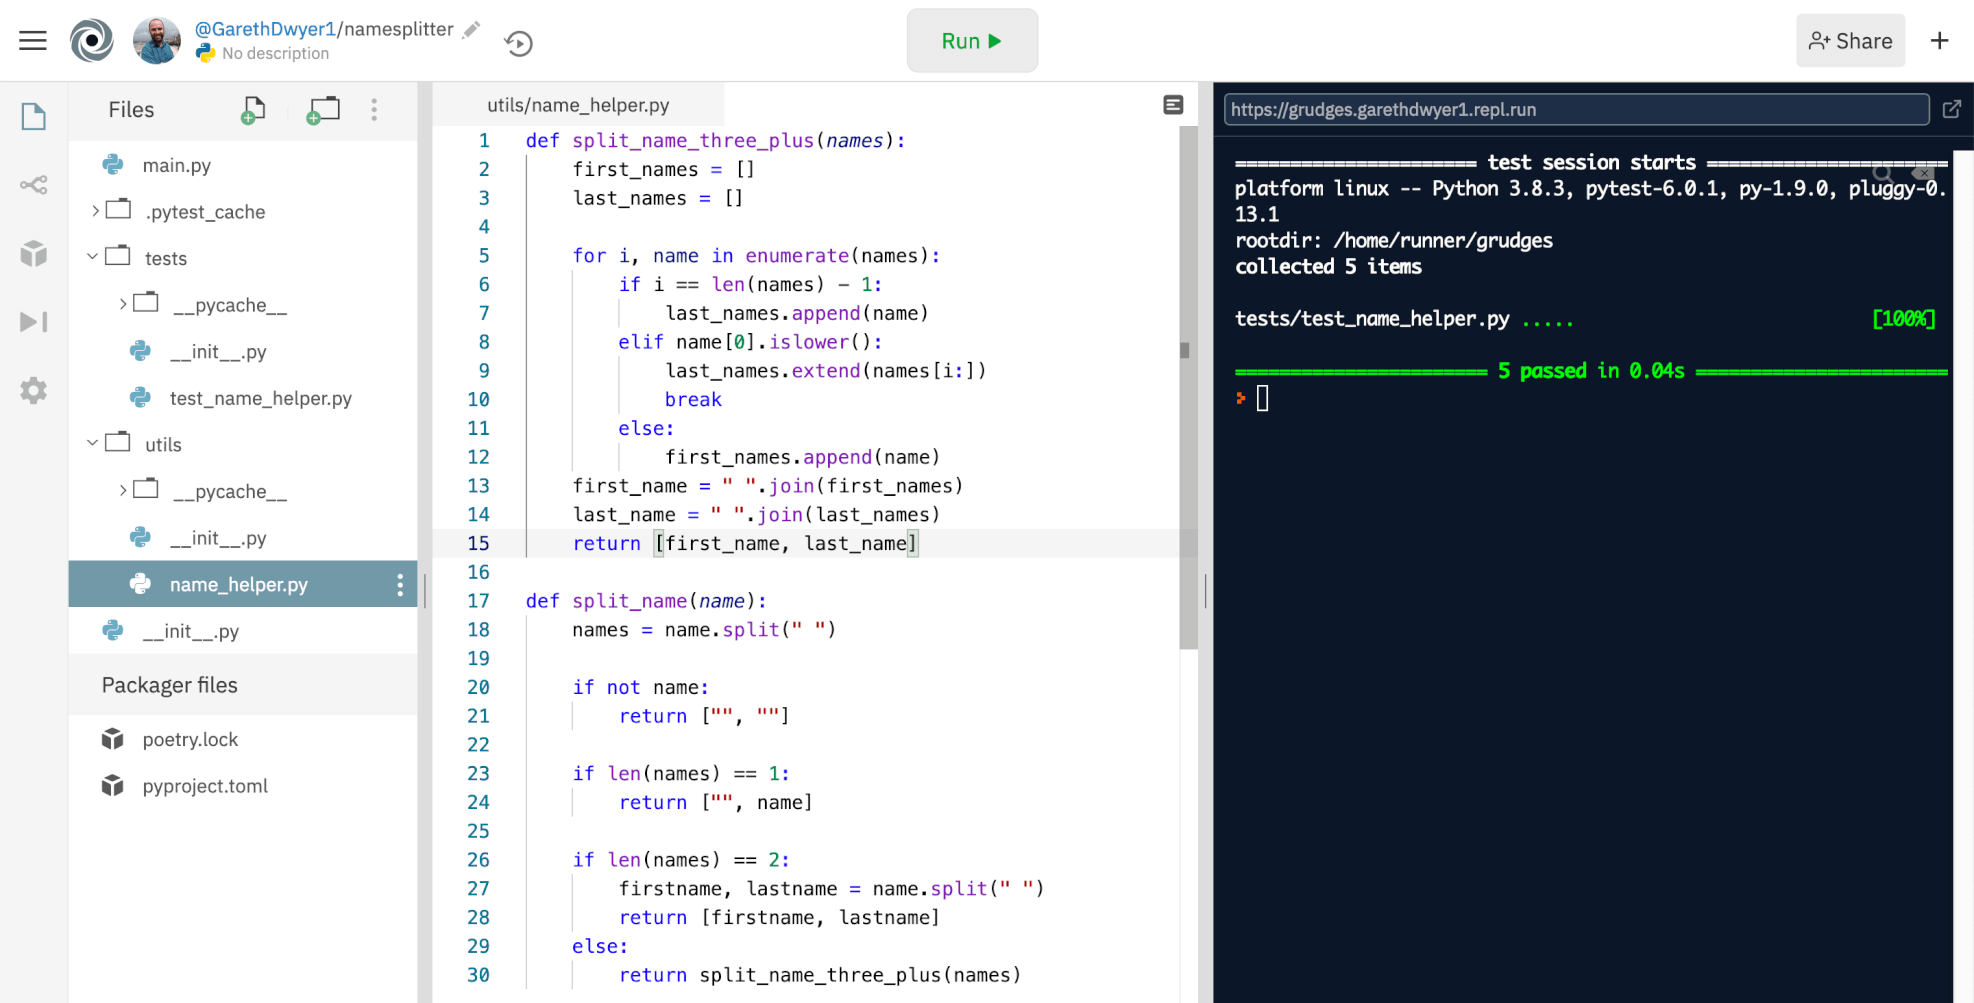 @GarethDwyer1/namesplitter
No description
Run
Share
Files
main.py
.pytest_cache
tests
__pycache__
__init__.py
test_name_helper.py
utils
__pycache__
__init__.py
name_helper.py
__init__.py
Packager files
poetry.lock
pyproject.toml
utils/name_helper.py
1 def split_name_three_plus(names):
2 first_names = []
3 last_names = []
4
5 for i, name in enumerate(names):
6 if i == len(names) - 1:
7 last_names.append(name)
8 elif name[0].islower():
9 last_names.extend(names[i:])
10 break
11 else:
12 first_names.append(name)
13 first_name = " ".join(first_names)
14 last_name = " ".join(last_names)
15 return [first_name, last_name]
16
17 def split_name(name):
18 names = name.split(" ")
19
20 if not name:
21 return ["", ""]
22
23 if len(names) == 1:
24 return ["", name]
25
26 if len(names) == 2:
27 firstname, lastname = name.split(" ")
28 return [firstname, lastname]
29 else:
30 return split_name_three_plus(names)
https://grudges.garethdwyer1.repl.run
====================== test session starts ======================
platform linux -- Python 3.8.3, pytest-6.0.1, py-1.9.0, pluggy-0.
13.1
rootdir: /home/runner/grudges
collected 5 items
tests/test_name_helper.py ..... [100%]
======================= 5 passed in 0.04s =======================